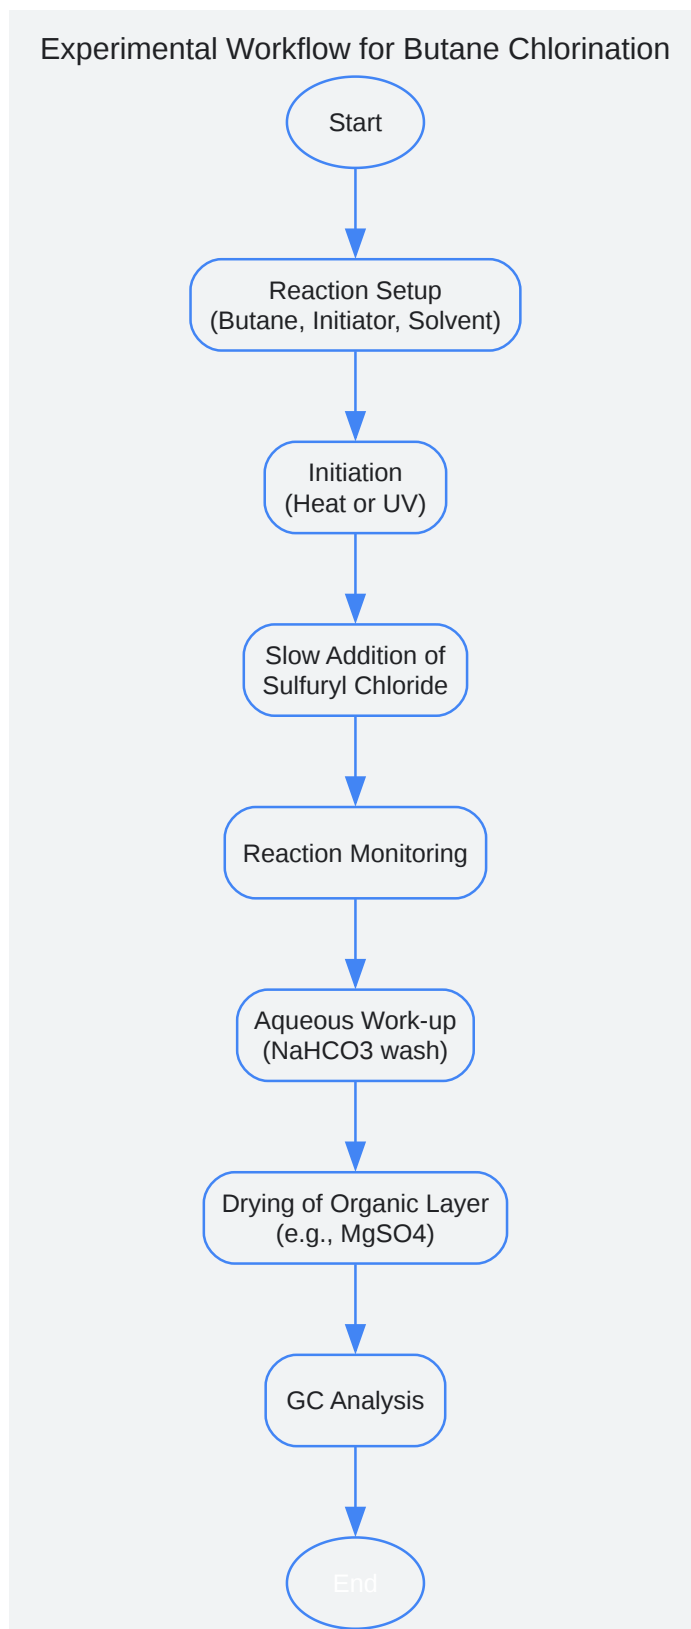 Experimental Workflow for Butane Chlorination
Start
Reaction Setup
(Butane, Initiator, Solvent)
Initiation
(Heat or UV)
Slow Addition of
Sulfuryl Chloride
Reaction Monitoring
Aqueous Work-up
(NaHCO3 wash)
Drying of Organic Layer
(e.g., MgSO4)
GC Analysis
End